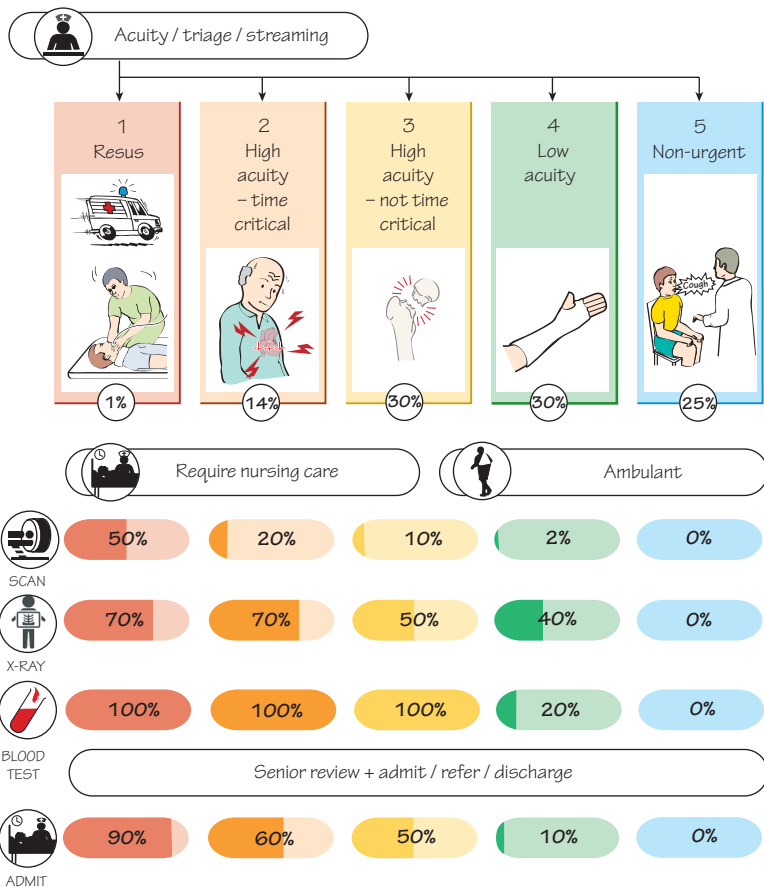 Acuity / triage / streaming
1
Resus
2
High
acuity
– time
critical
3
High
acuity
– not time
critical
4
Low
acuity
5
Non-urgent
Cough
1%
14%
30%
30%
25%
Require nursing care
Ambulant
50%
20%
10%
2%
0%
SCAN
70%
70%
50%
40%
0%
X-RAY
100%
100%
100%
20%
0%
BLOOD
TEST
Senior review + admit / refer / discharge
90%
60%
50%
10%
0%
ADMIT